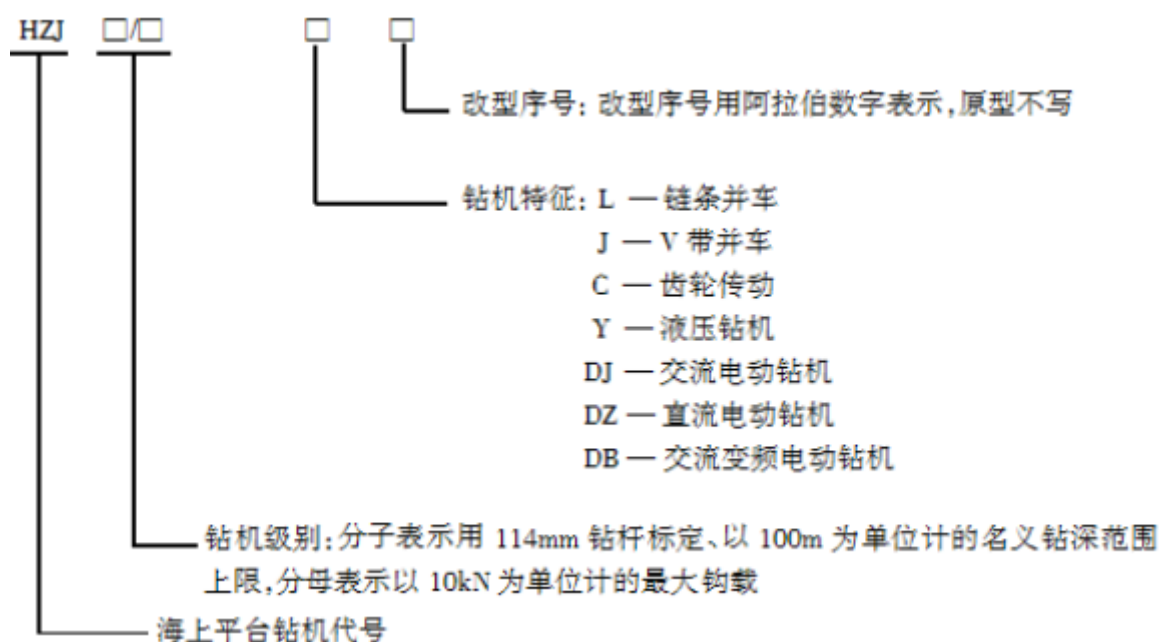 HZJ □/□ □ □
改型序号：改型序号用阿拉伯数字表示，原型不写
钻机特征：L — 链条并车
J — V 带并车
C — 齿轮传动
Y — 液压钻机
DJ — 交流电动钻机
DZ — 直流电动钻机
DB — 交流变频电动钻机
钻机级别：分子表示用 114mm 钻杆标定、以 100m 为单位计的名义钻深范围
上限，分母表示以 10kN 为单位计的最大钩载
海上平台钻机代号